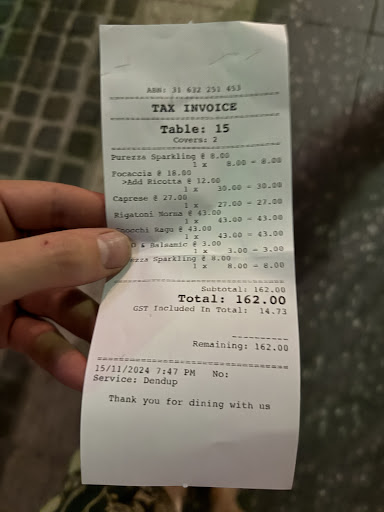 ABN: 31 622 251 453
TAX INVOICE
Table: 15
Covers: 2
Purezza Sparkling @ 8.00
1 x 8.00 = 8.00
Focaccia @ 18.00
>Add Ricotta @ 12.00
1 x 30.00 = 30.00
Caprese @ 27.00
1 x 27.00 = 27.00
Rigatoni Norma @ 43.00
1 x 43.00 = 43.00
Ragu @ 43.00
1 x 43.00 = 43.00
& Balsamic @ 3.00
1 x 3.00 = 3.00
Sparkling @ 8.00
1 x 8.00 = 8.00
Subtotal: 162.00
Total: 162.00
GST Included In Total: 14.73
Remaining: 162.00
15/11/2024 7:47 PM No:
Service: Dendup
Thank you for dining with us